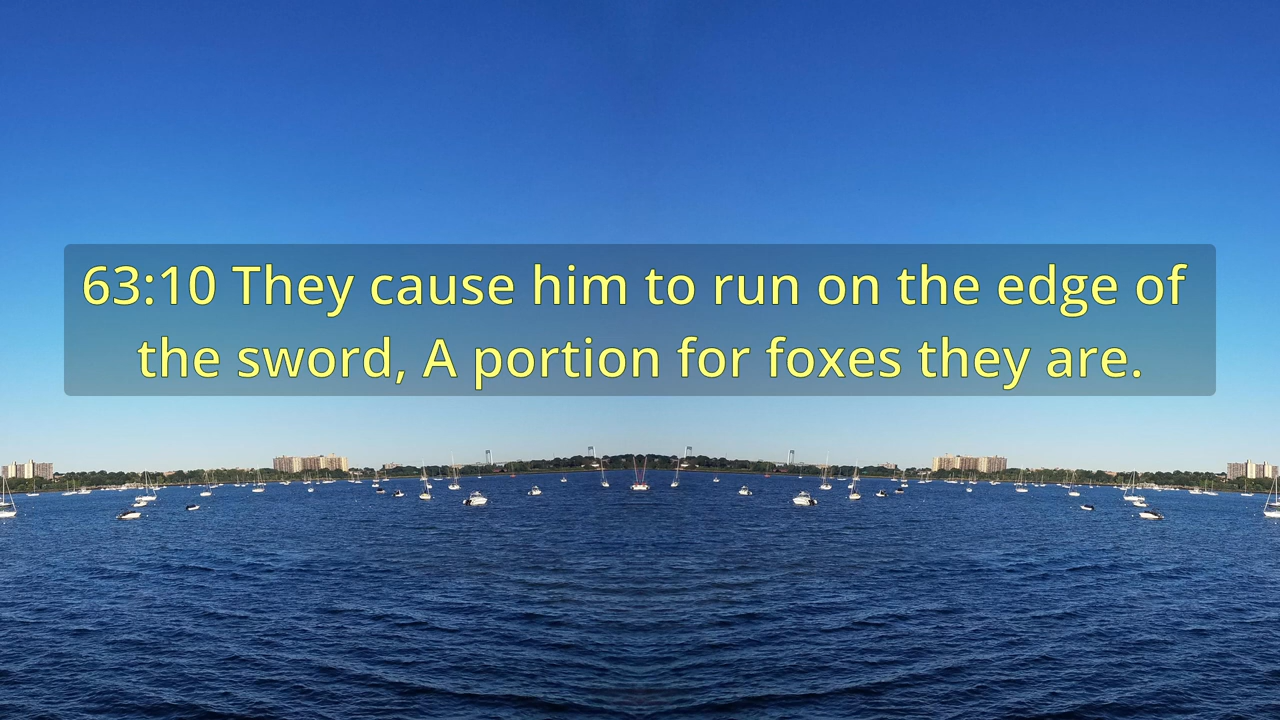 63:10 They cause him to run on the edge of
the sword, A portion for foxes they are.